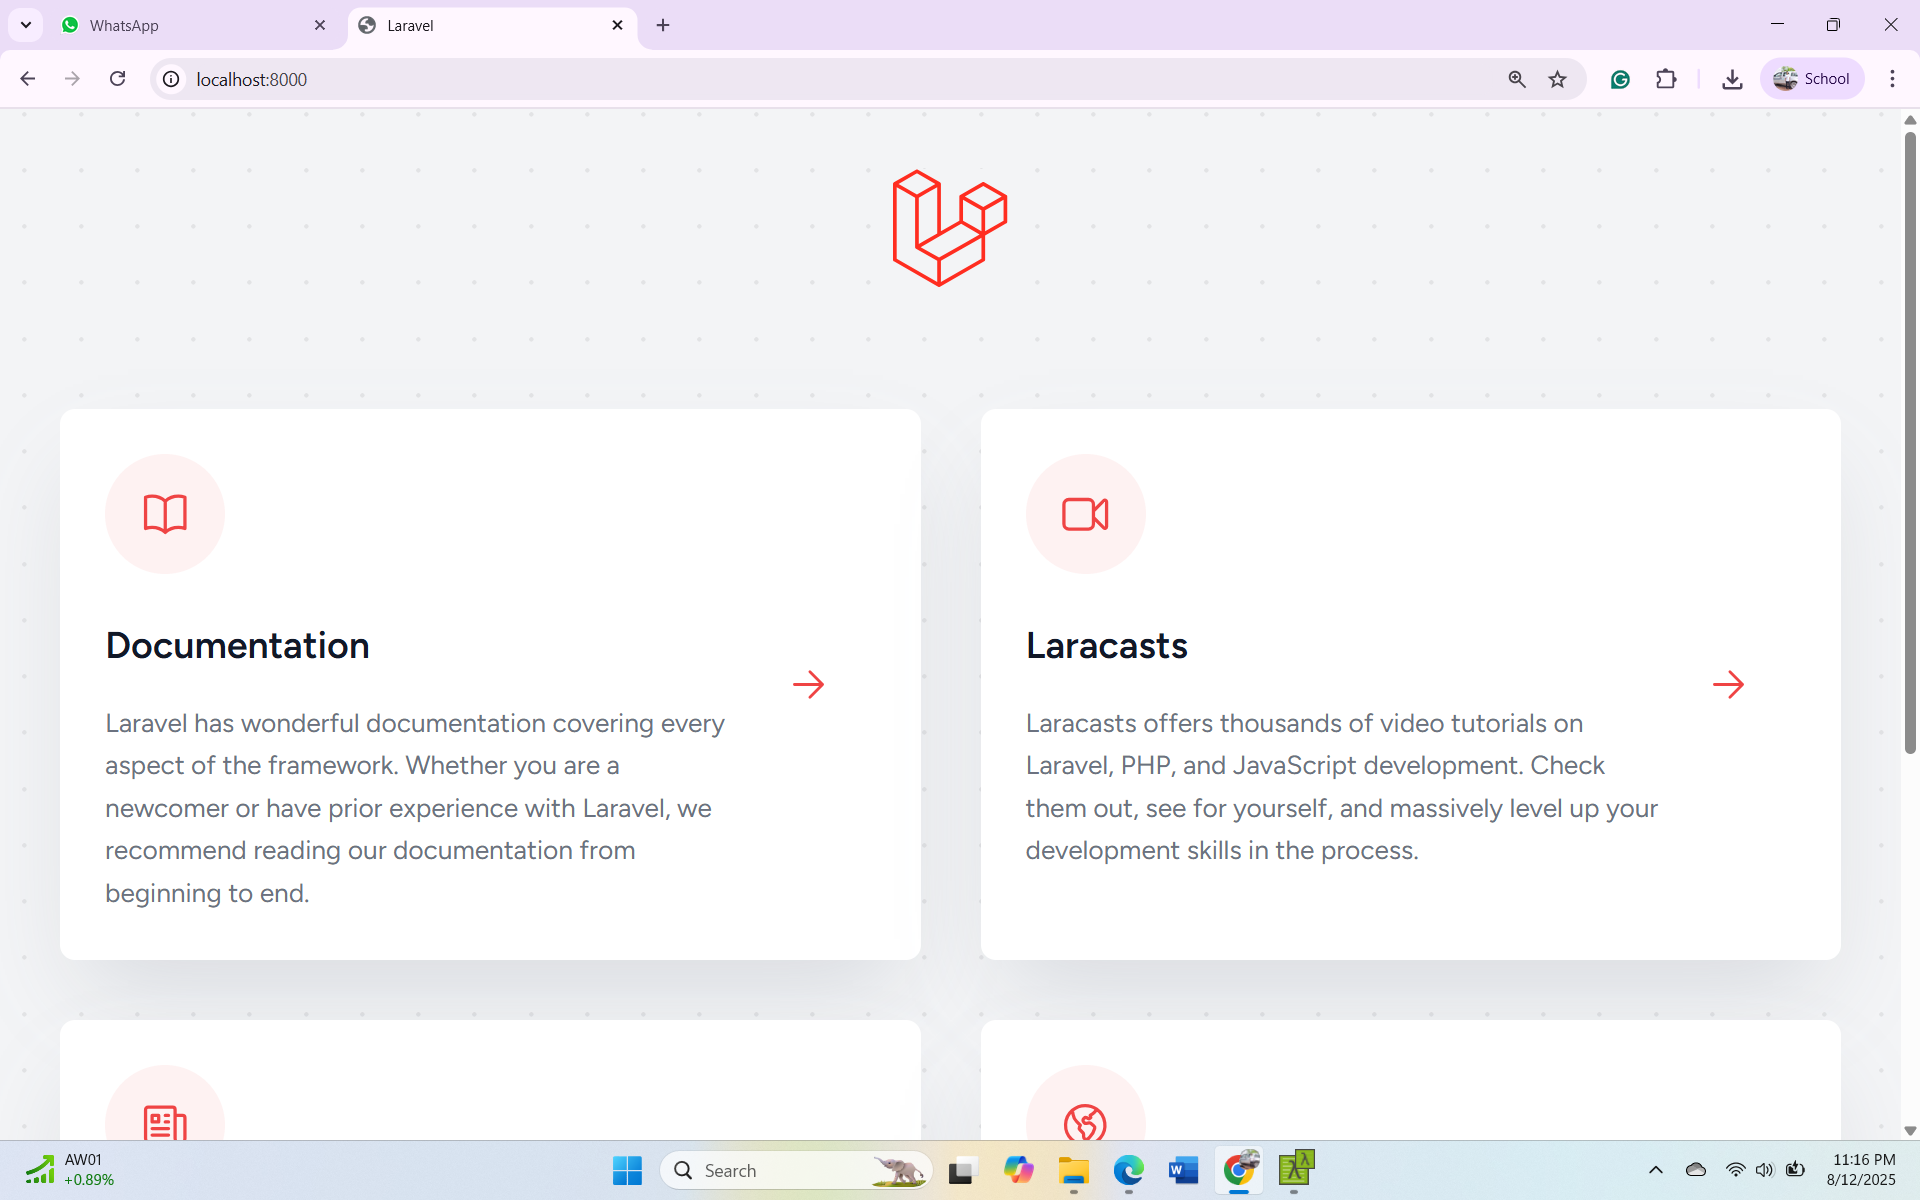 WhatsApp
Laravel
localhost:8000
School
Documentation
Laravel has wonderful documentation covering every
aspect of the framework. Whether you are a
newcomer or have prior experience with Laravel, we
recommend reading our documentation from
beginning to end.
Laracasts
Laracasts offers thousands of video tutorials on
Laravel, PHP, and JavaScript development. Check
them out, see for yourself, and massively level up your
development skills in the process.
AW01
+0.89%
Search
11:16 PM
8/12/2025